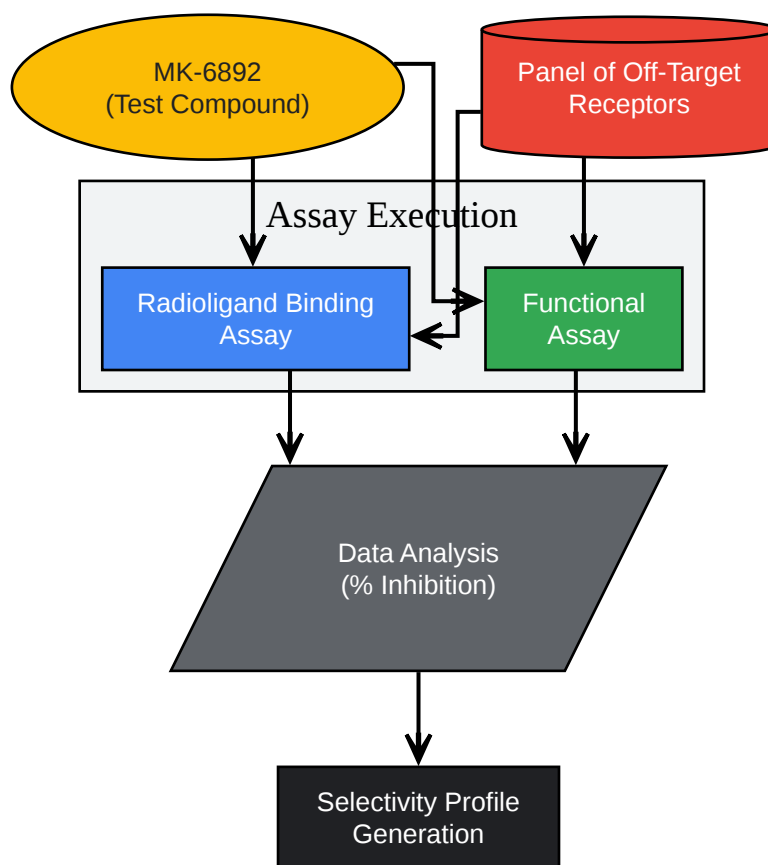 MK-6892
(Test Compound)
Panel of Off-Target
Receptors
Assay Execution
Radioligand Binding
Assay
Functional
Assay
Data Analysis
(% Inhibition)
Selectivity Profile
Generation